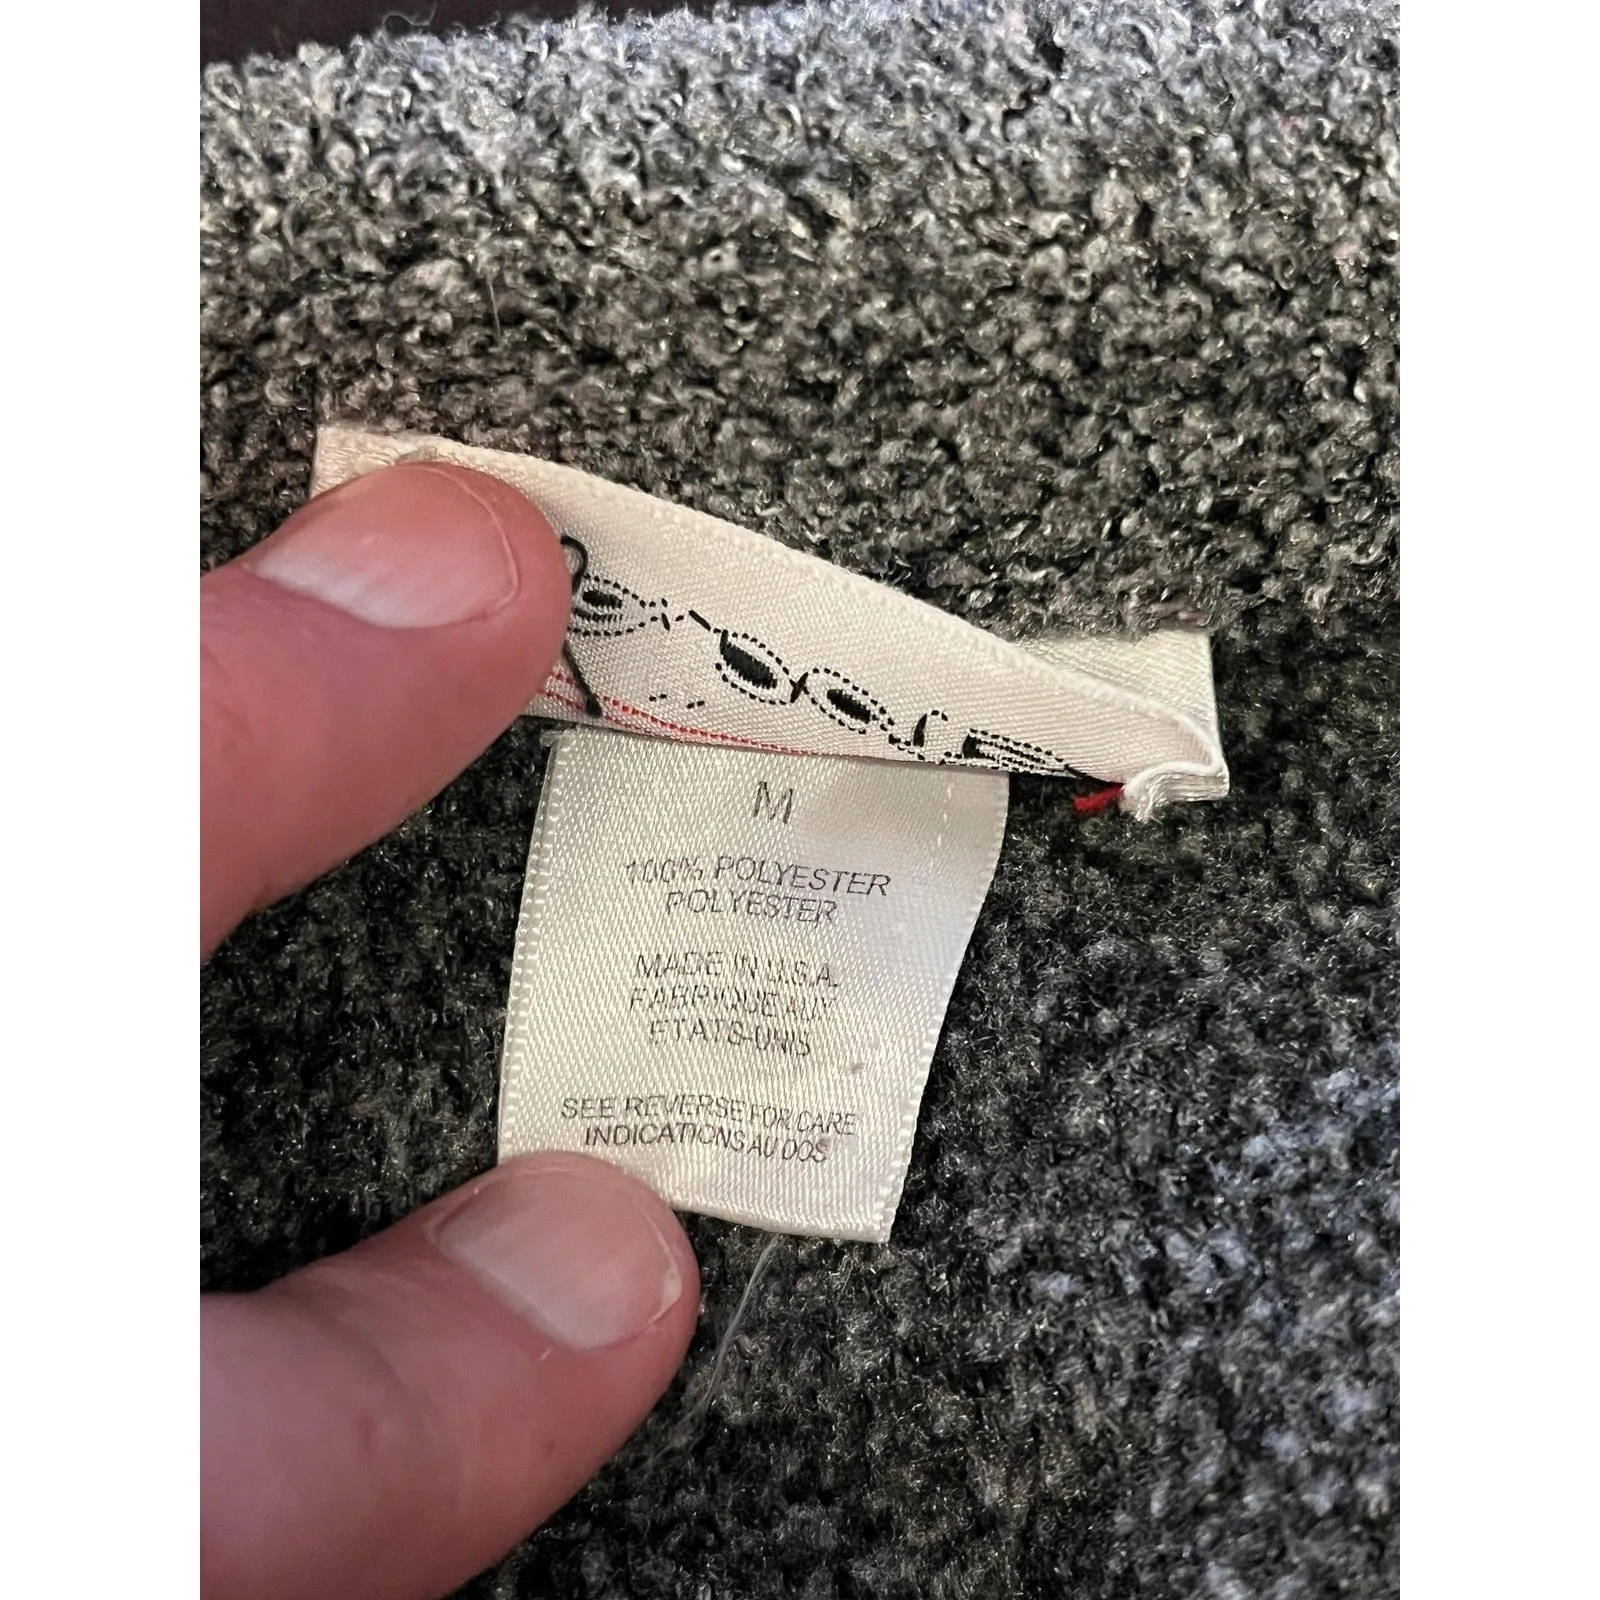 M
100% POLYESTER
POLYESTER
MADE IN U.S.A.
FABRIQUE AUX
ETATS-UNIS
SEE REVERSE FOR CARE
INDICATIONS AU DOS